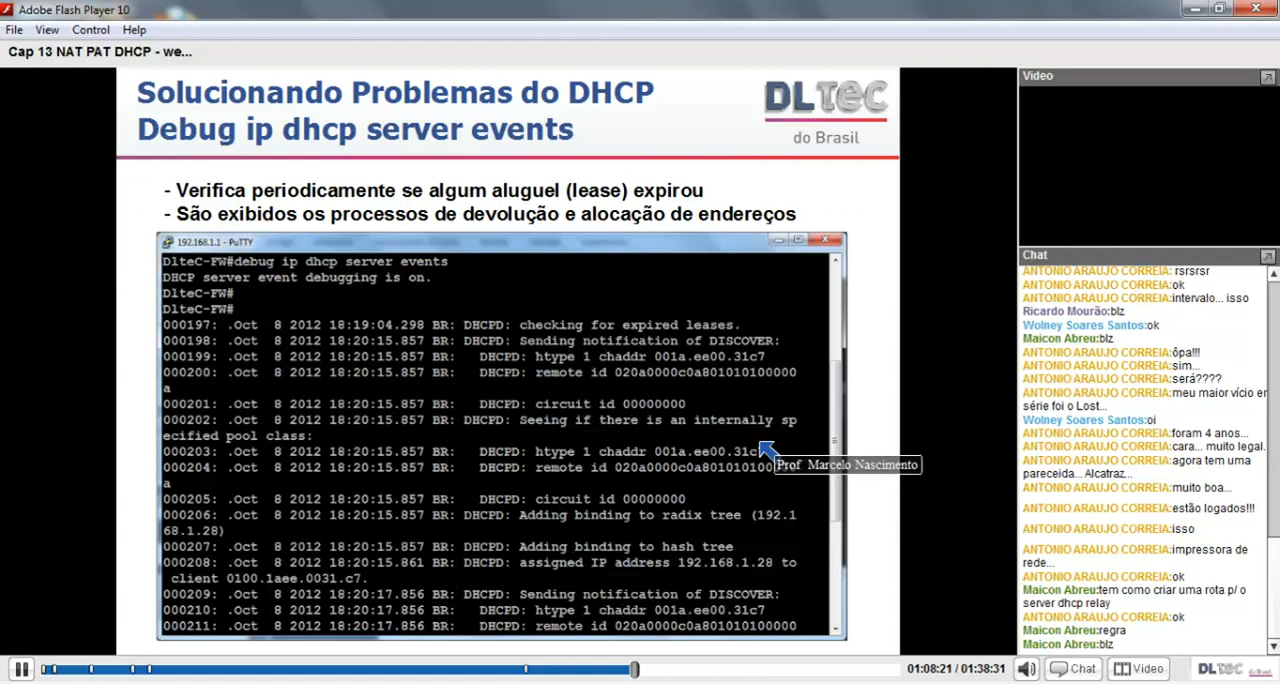 Adobe Flash Player 10
File View Control Help
Cap 13 NAT PAT DHCP - we...
Solucionando Problemas do DHCP
Debug ip dhcp server events
DLTEC
do Brasil
- Verifica periodicamente se algum aluguel (lease) expirou
- São exibidos os processos de devolução e alocação de endereços
192.168.1.1 - PuTTY
DlteC-FW#debug ip dhcp server events
DHCP server event debugging is on.
DlteC-FW#
DlteC-FW#
000197: .Oct  8 2012 18:19:04.298 BR: DHCPD: checking for expired leases.
000198: .Oct  8 2012 18:20:15.857 BR: DHCPD: Sending notification of DISCOVER:
000199: .Oct  8 2012 18:20:15.857 BR:   DHCPD: htype 1 chaddr 001a.ee00.31c7
000200: .Oct  8 2012 18:20:15.857 BR:   DHCPD: remote id 020a0000c0a801010100000
a
000201: .Oct  8 2012 18:20:15.857 BR:   DHCPD: circuit id 00000000
000202: .Oct  8 2012 18:20:15.857 BR: DHCPD: Seeing if there is an internally sp
ecified pool class:
000203: .Oct  8 2012 18:20:15.857 BR:   DHCPD: htype 1 chaddr 001a.ee00.31c
000204: .Oct  8 2012 18:20:15.857 BR:   DHCPD: remote id 020a0000c0a801010100
a
000205: .Oct  8 2012 18:20:15.857 BR:   DHCPD: circuit id 00000000
000206: .Oct  8 2012 18:20:15.857 BR: DHCPD: Adding binding to radix tree (192.1
68.1.28)
000207: .Oct  8 2012 18:20:15.857 BR: DHCPD: Adding binding to hash tree
000208: .Oct  8 2012 18:20:15.861 BR: DHCPD: assigned IP address 192.168.1.28 to
client 0100.1aee.0031.c7.
000209: .Oct  8 2012 18:20:17.856 BR: DHCPD: Sending notification of DISCOVER:
000210: .Oct  8 2012 18:20:17.856 BR:   DHCPD: htype 1 chaddr 001a.ee00.31c7
000211: .Oct  8 2012 18:20:17.856 BR:   DHCPD: remote id 020a0000c0a801010100000
Prof Marcelo Nascimento
Video
Chat
ANTONIO ARAUJO CORREIA: rsrsrsr
ANTONIO ARAUJO CORREIA:ok
ANTONIO ARAUJO CORREIA:intervalo... isso
Ricardo Mourão:blz
Wolney Soares Santos:ok
Maicon Abreu:blz
ANTONIO ARAUJO CORREIA:ôpa!!!
ANTONIO ARAUJO CORREIA:sim...
ANTONIO ARAUJO CORREIA:será????
ANTONIO ARAUJO CORREIA:meu maior vício er
série foi o Lost...
Wolney Soares Santos:oi
ANTONIO ARAUJO CORREIA:foram 4 anos...
ANTONIO ARAUJO CORREIA:cara... muito legal.
ANTONIO ARAUJO CORREIA:agora tem uma
pareceida... Alcatraz...
ANTONIO ARAUJO CORREIA:muito boa...
ANTONIO ARAUJO CORREIA:estão logados!!!
ANTONIO ARAUJO CORREIA:isso
ANTONIO ARAUJO CORREIA:impressora de
rede...
ANTONIO ARAUJO CORREIA:ok
Maicon Abreu:tem como criar uma rota p/ o
server dhcp relay
ANTONIO ARAUJO CORREIA:ok
Maicon Abreu:regra
Maicon Abreu:blz
01:08:21 / 01:38:31
Chat
Video
DLTEC